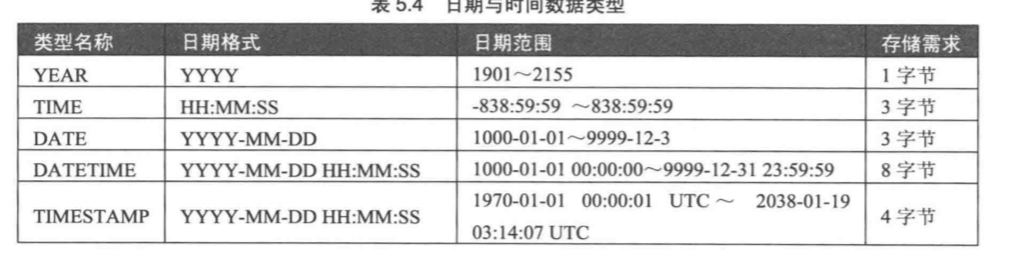 表 5.4 日期与时间数据类型
类型名称 日期格式 日期范围 存储需求
YEAR YYYY 1901～2155 1 字节
TIME HH:MM:SS -838:59:59 ～838:59:59 3 字节
DATE YYYY-MM-DD 1000-01-01～9999-12-3 3 字节
DATETIME YYYY-MM-DD HH:MM:SS 1000-01-01 00:00:00～9999-12-31 23:59:59 8 字节
TIMESTAMP YYYY-MM-DD HH:MM:SS 1970-01-01 00:00:01 UTC～ 2038-01-19
03:14:07 UTC 4 字节